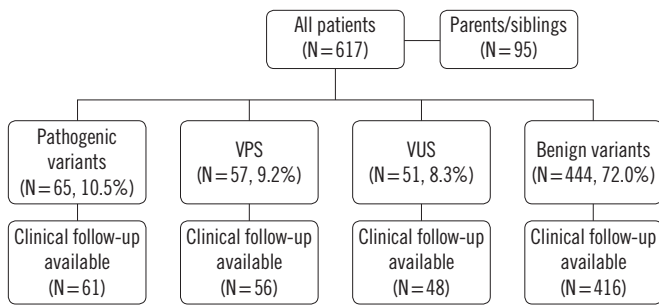 All patients
(N=617)
Parents/siblings
(N=95)
Pathogenic
variants
(N=65, 10.5%)
VPS
(N=57, 9.2%)
VUS
(N=51, 8.3%)
Benign variants
(N=444, 72.0%)
Clinical follow-up
available
(N=61)
Clinical follow-up
available
(N=56)
Clinical follow-up
available
(N=48)
Clinical follow-up
available
(N=416)